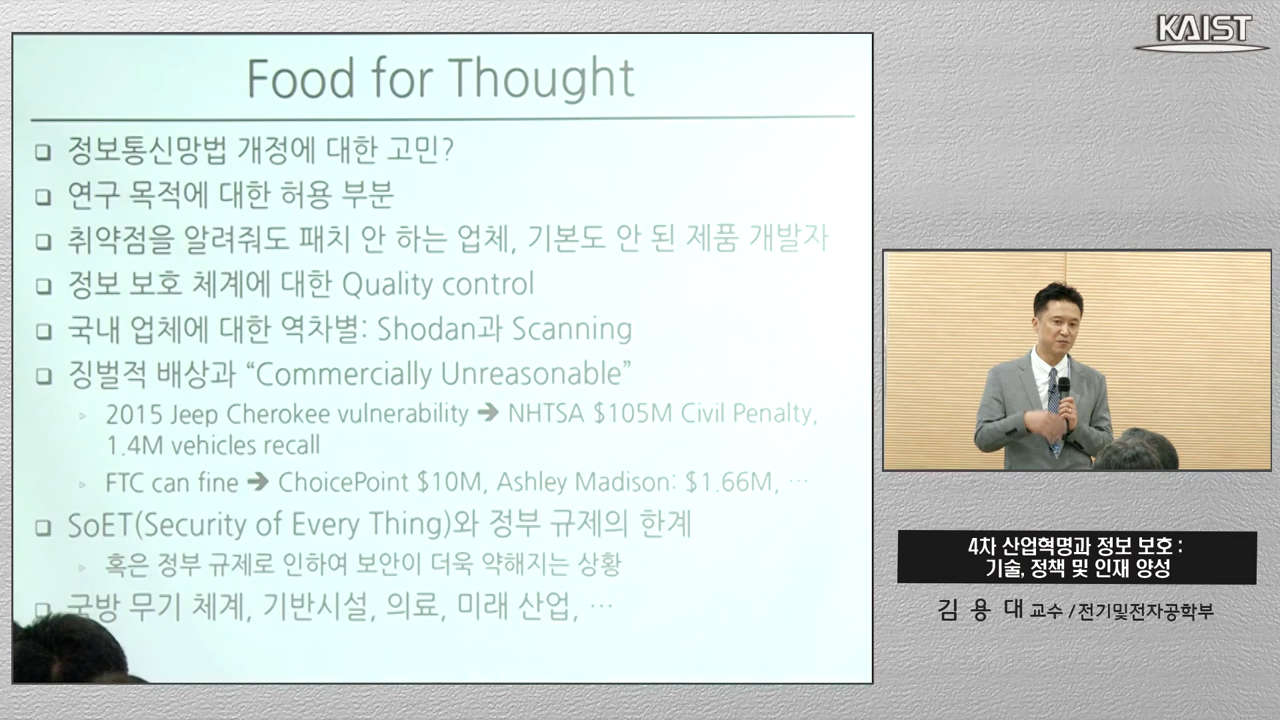 KAIST
Food for Thought
정보통신망법 개정에 대한 고민?
연구 목적에 대한 허용 부분
취약점을 알려줘도 패치 안 하는 업체, 기본도 안 된 제품 개발자
정보 보호 체계에 대한 Quality control
국내 업체에 대한 역차별: Shodan과 Scanning
징벌적 배상과 “Commercially Unreasonable”
2015 Jeep Cherokee vulnerability ➔ NHTSA $105M Civil Penalty,
1.4M vehicles recall
FTC can fine ➔ ChoicePoint $10M, Ashley Madison: $1.66M, …
SoET(Security of Every Thing)와 정부 규제의 한계
혹은 정부 규제로 인하여 보안이 더욱 약해지는 상황
국방 무기 체계, 기반시설, 의료, 미래 산업, …
4차 산업혁명과 정보 보호 :
기술, 정책 및 인재 양성
김 용 대 교수 / 전기및전자공학부